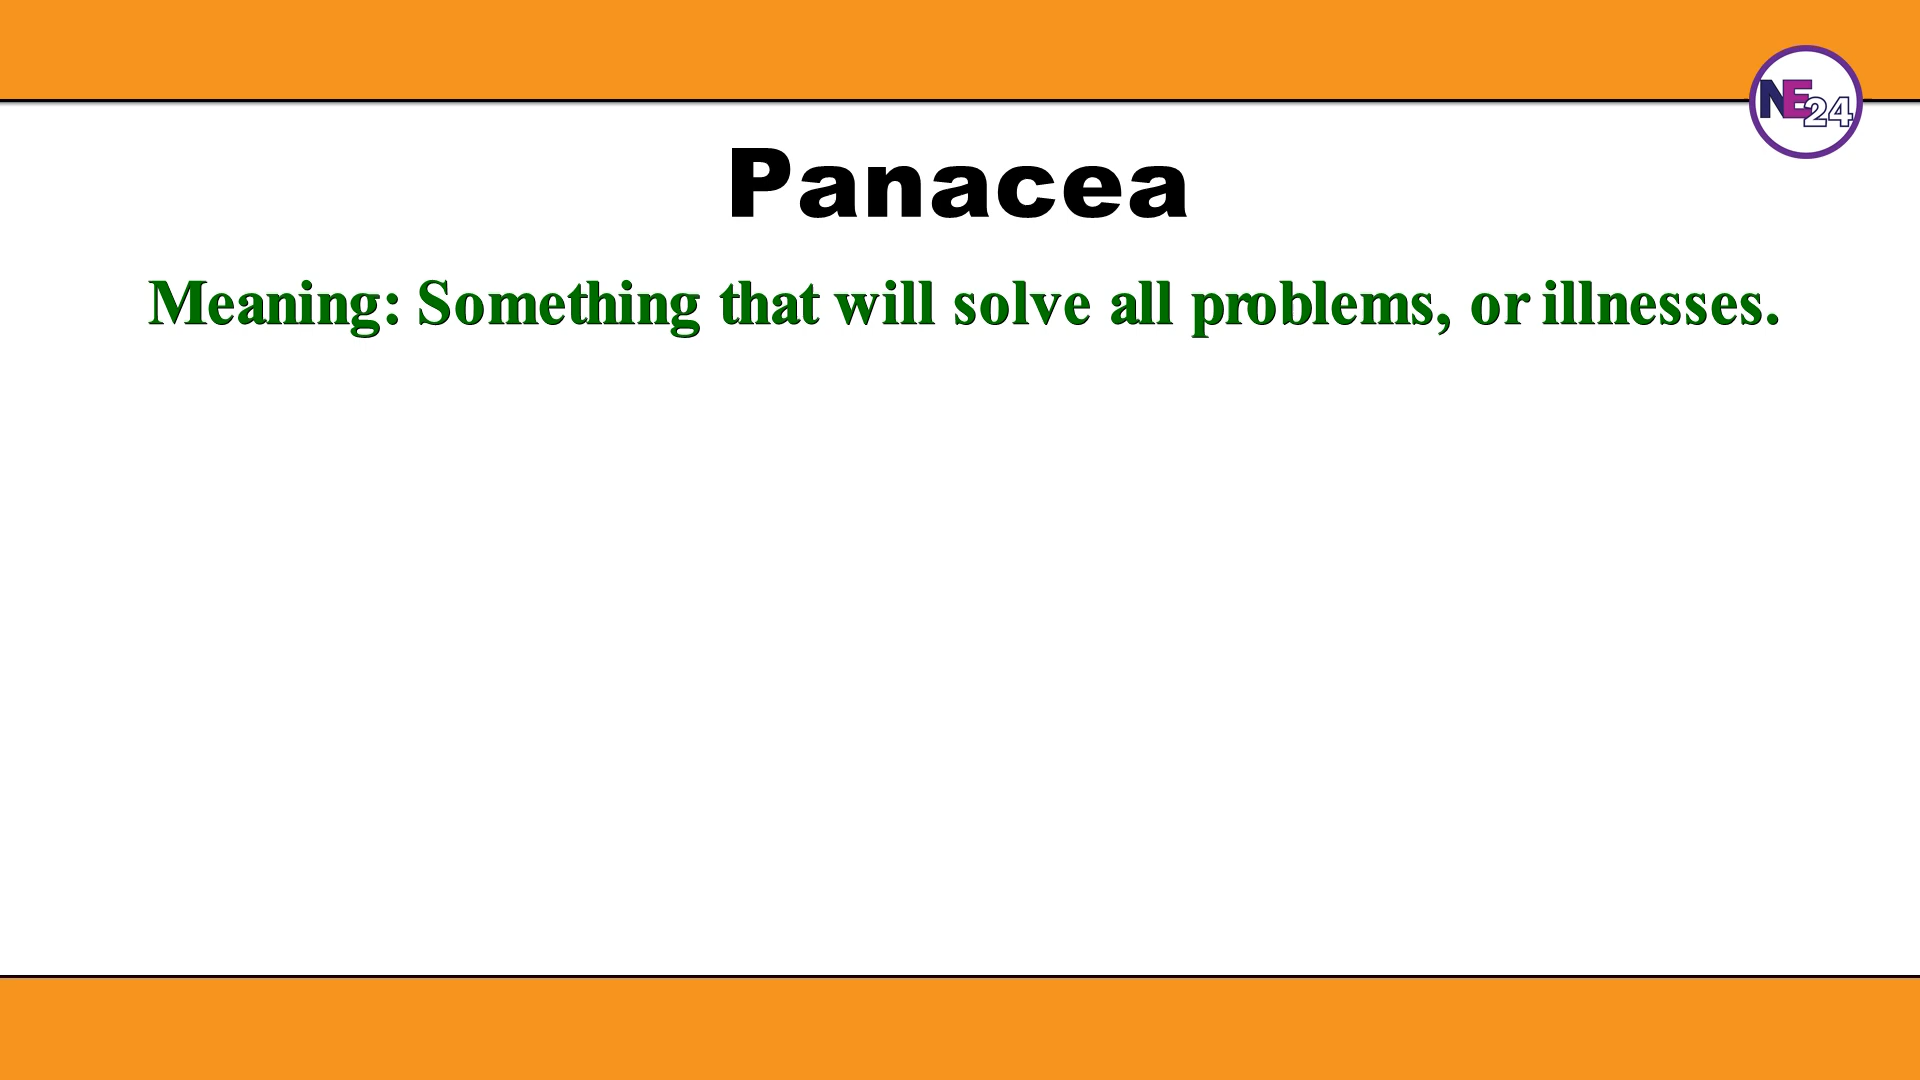 NE24
Panacea
Meaning: Something that will solve all problems, or illnesses.